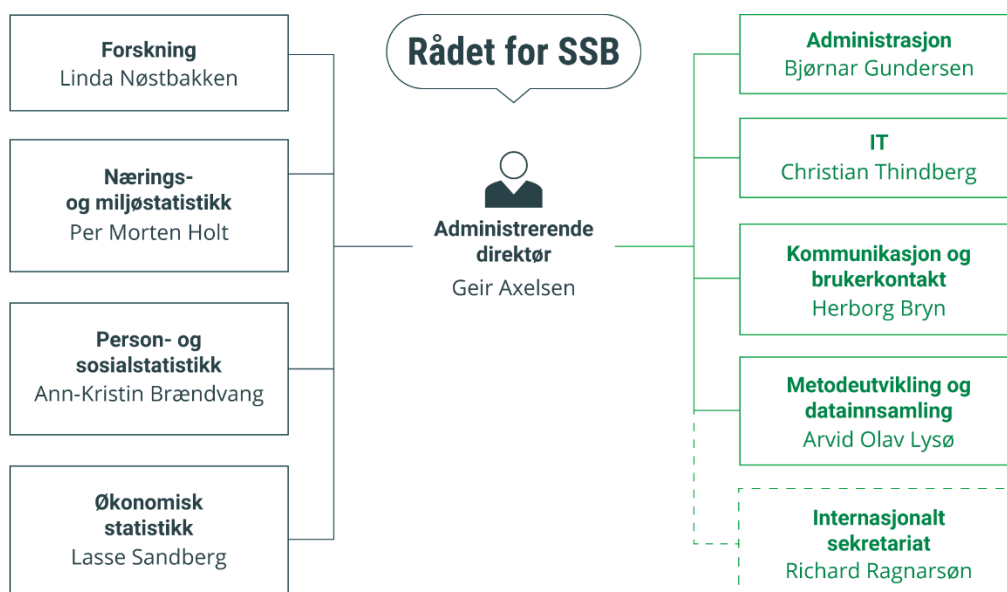 Forskning
Linda Nøstbakken
Nærings-
og miljøstatistikk
Per Morten Holt
Person- og
sosialstatistikk
Ann-Kristin Brændvang
Økonomisk
statistikk
Lasse Sandberg
Rådet for SSB
Administrerende
direktør
Geir Axelsen
Administrasjon
Bjørnar Gundersen
IT
Christian Thindberg
Kommunikasjon og
brukerkontakt
Herborg Bryn
Metodeutvikling og
datainnsamling
Arvid Olav Lysø
Internasjonalt
sekretariat
Richard Ragnarsøn